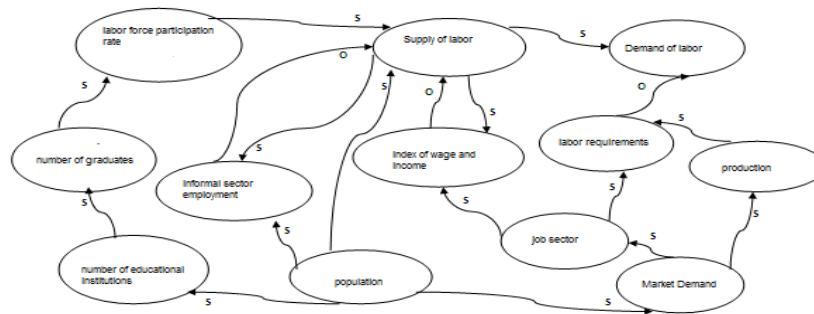 labor force participation
rate
S
Supply of labor
S
Demand of labor
S
O
S
O
S
O
S
S
number of graduates
S
Informal sector
employment
Index of wage and
Income
labor requirements
production
S
S
S
S
S
S
job sector
number of educational
Institutions
population
Market Demand
S
S